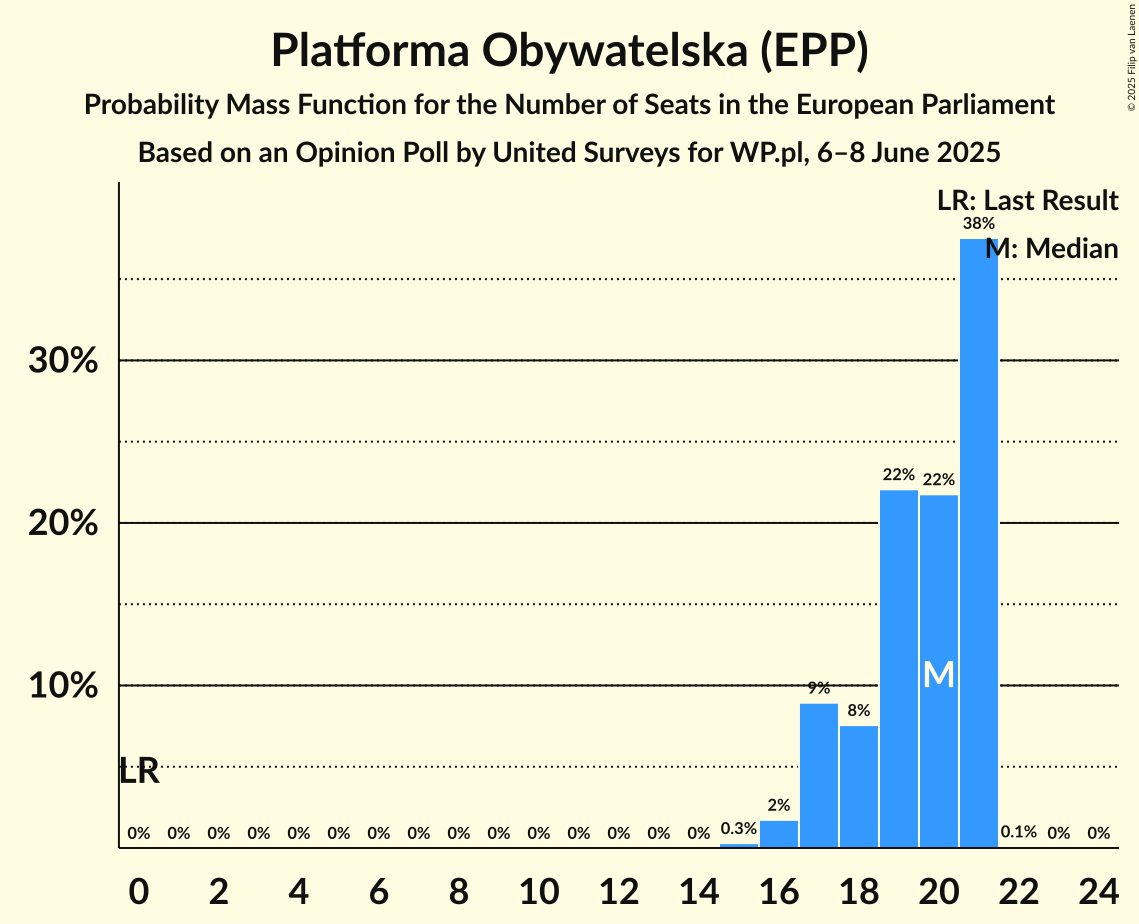 Platforma Obywatelska (EPP)
Probability Mass Function for the Number of Seats in the European Parliament
Based on an Opinion Poll by United Surveys for WP.pl, 6–8 June 2025
© 2025 Filip van Laenen
LR: Last Result
M: Median
38%
30%
22% 22%
20%
M
10%
9%
8%
LR
2%
0% 0% 0% 0% 0% 0% 0% 0% 0% 0% 0% 0% 0% 0% 0% 0.3% 0.1% 0% 0%
0 2 4 6 8 10 12 14 16 18 20 22 24